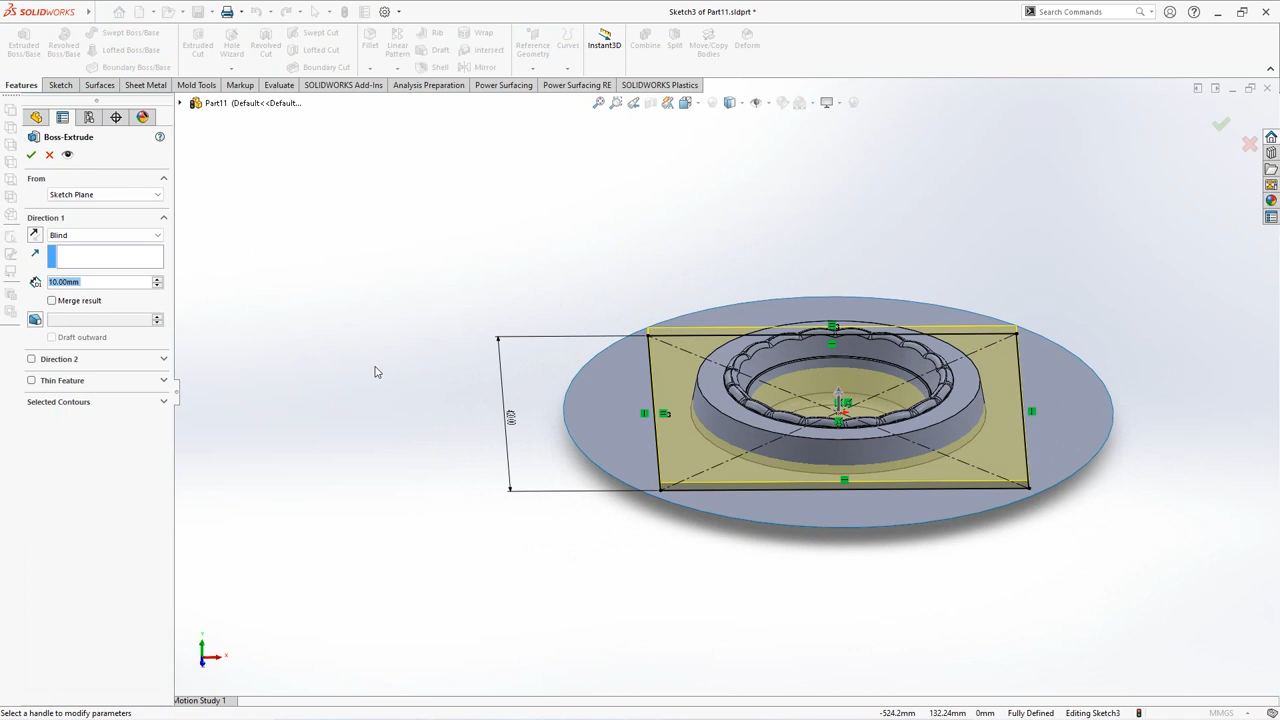 SOLIDWORKS
Sketch3 of Part11.sldprt *
Search Commands
Extruded Boss/Base
Revolved Boss/Base
Swept Boss/Base
Lofted Boss/Base
Boundary Boss/Base
Extruded Cut
Hole Wizard
Revolved Cut
Swept Cut
Lofted Cut
Boundary Cut
Fillet
Linear Pattern
Rib
Draft
Shell
Wrap
Intersect
Mirror
Reference Geometry
Curves
Instant3D
Combine
Split
Move/Copy Bodies
Deform
Features
Sketch
Surfaces
Sheet Metal
Mold Tools
Markup
Evaluate
SOLIDWORKS Add-Ins
Analysis Preparation
Power Surfacing
Power Surfacing RE
SOLIDWORKS Plastics
Part11 (Default<<Default...
Boss-Extrude
From
Sketch Plane
Direction 1
Blind
10.00mm
Merge result
Draft outward
Direction 2
Thin Feature
Selected Contours
Y
X
Z
Motion Study 1
Select a handle to modify parameters
-524.2mm
132.24mm
0mm
Fully Defined
Editing Sketch3
MMGS